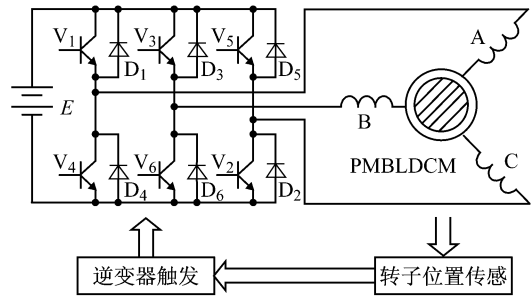 V1 V3 V5 A
D1 D3 D5
E B
PMBLDCM C
V4 V6 V2
D4 D6 D2
逆变器触发 转子位置传感